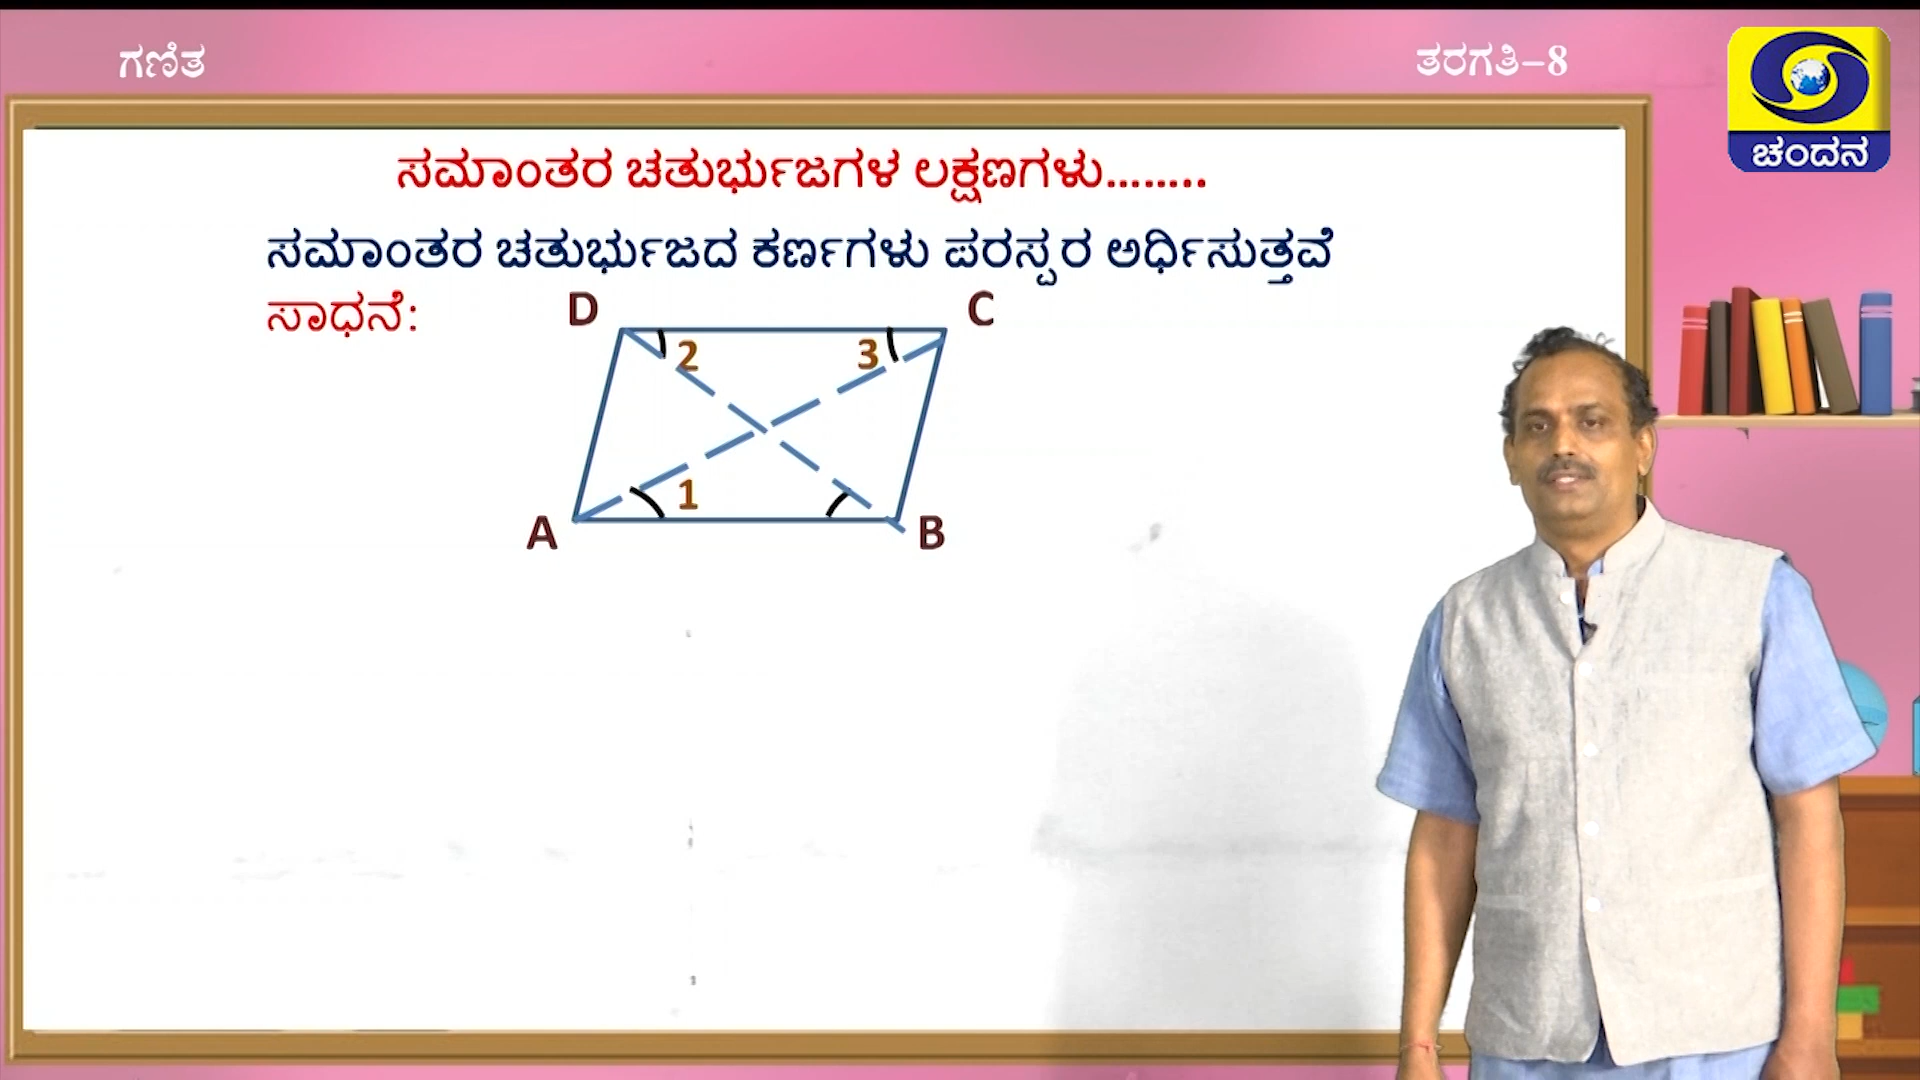 ಗಣಿತ
ತರಗತಿ–8
ಚಂದನ
ಸಮಾಂತರ ಚತುರ್ಭುಜಗಳ ಲಕ್ಷಣಗಳು........
ಸಮಾಂತರ ಚತುರ್ಭುಜದ ಕರ್ಣಗಳು ಪರಸ್ಪರ ಅರ್ಧಿಸುತ್ತವೆ
ಸಾಧನೆ:
D
C
2
3
1
A
B